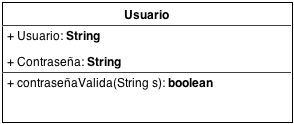 Usuario
+ Usuario: String
+ Contraseña: String
+ contraseñaValida(String s): boolean